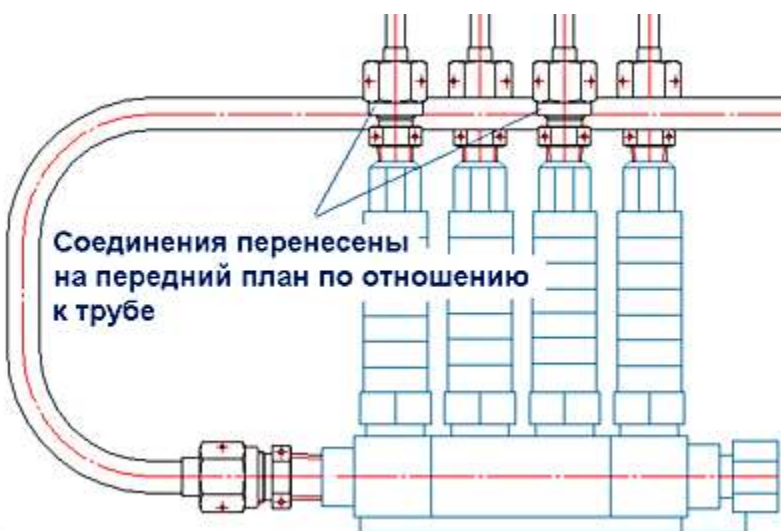 Соединения перенесены
на передний план по отношению
к трубе